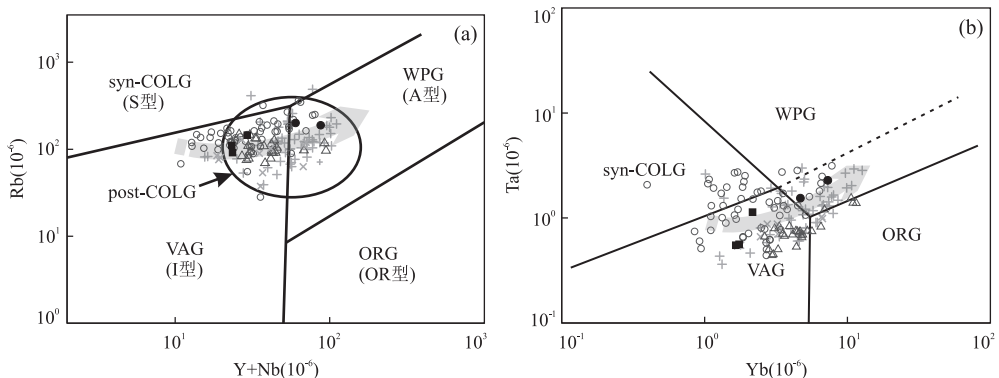 (a)
10³
10²
10¹
10⁰
Rb(10⁻⁶)
syn-COLG
(S型)
WPG
(A型)
post-COLG
VAG
(I型)
ORG
(OR型)
10¹
10²
10³
Y+Nb(10⁻⁶)
(b)
10²
10¹
10⁰
10⁻¹
Ta(10⁻⁶)
WPG
syn-COLG
VAG
ORG
10⁻¹
10⁰
10¹
10²
Yb(10⁻⁶)